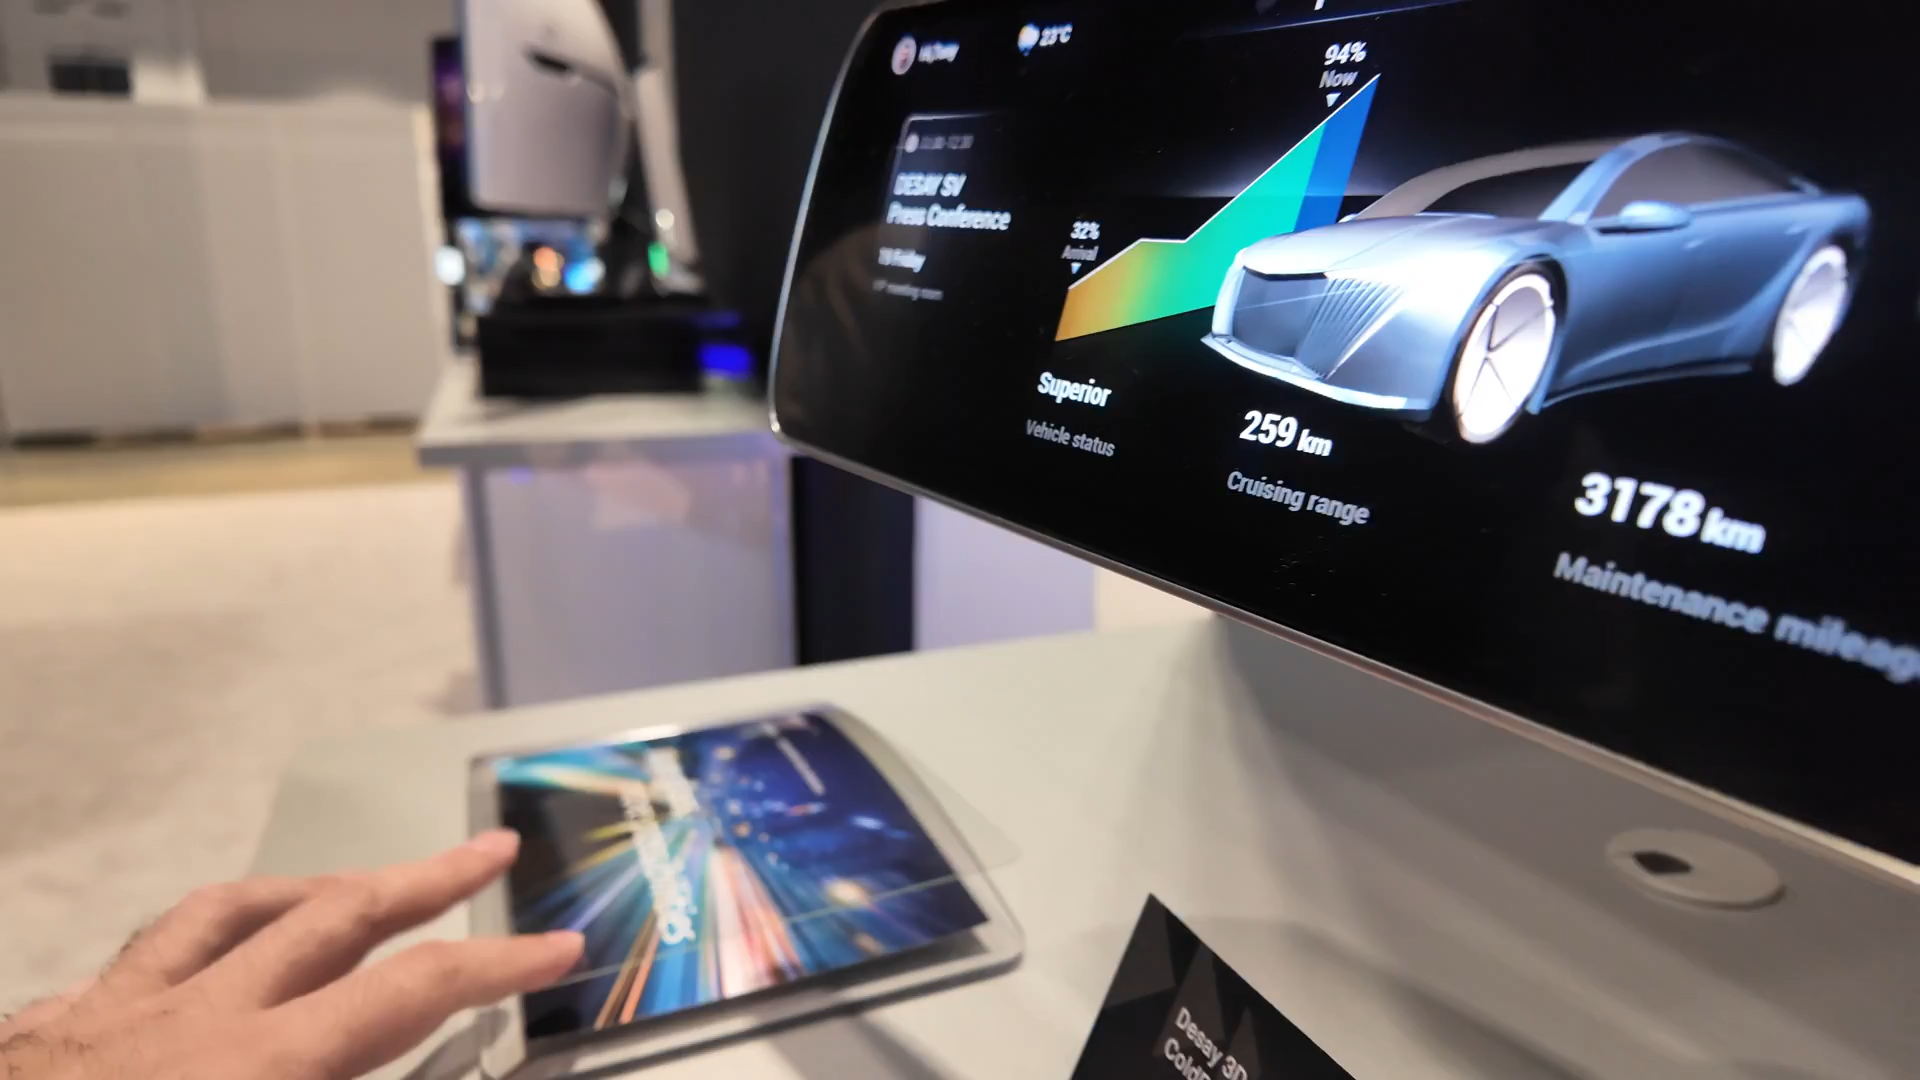 23°C
94%
Now
DESAY SV
Press Conference
32%
Arrival
Superior
Vehicle status
259 km
Cruising range
3178 km
Maintenance
Desay 3D